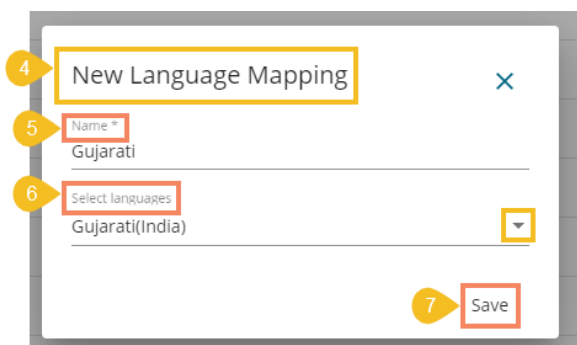 4 New Language Mapping
5 Name *
Gujarati
6 Select languages
Gujarati(India)
7 Save